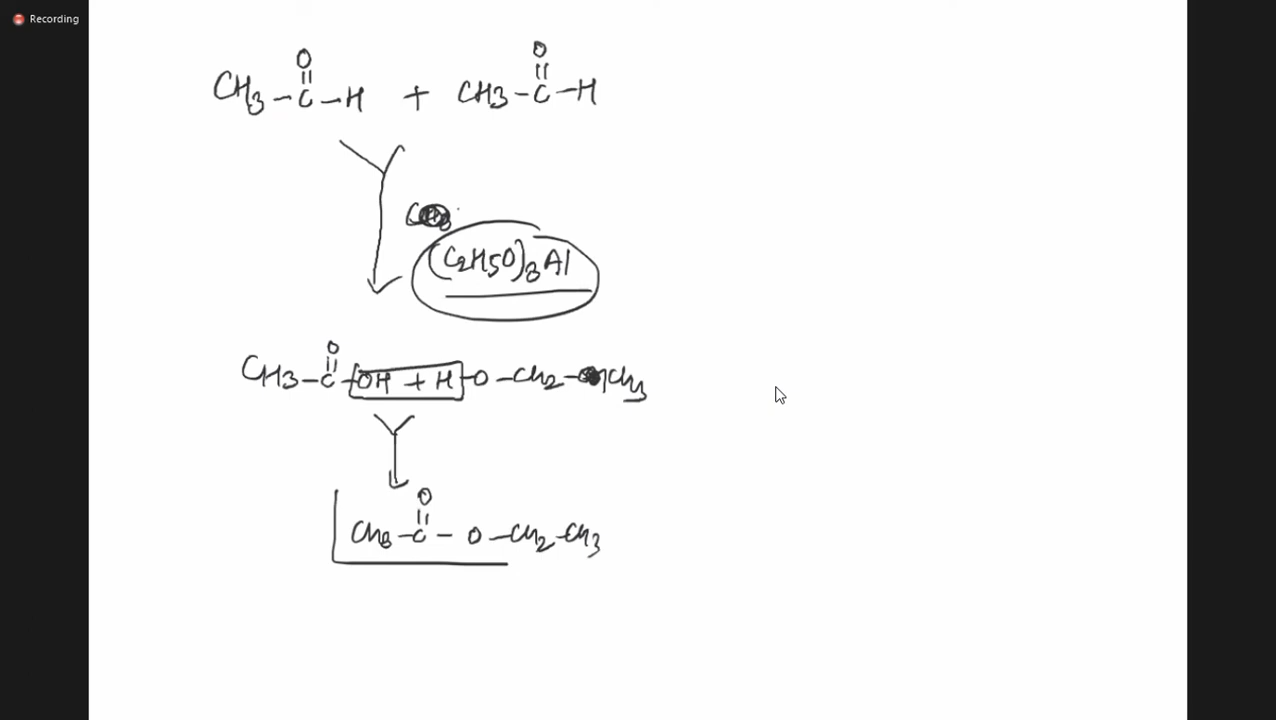 Recording
O O
|| ||
CH3 - C - H + CH3 - C - H
(C2H5O)3Al
O
||
CH3 - C - OH + H - O - CH2 - CH3
O
||
CH3 - C - O - CH2 - CH3